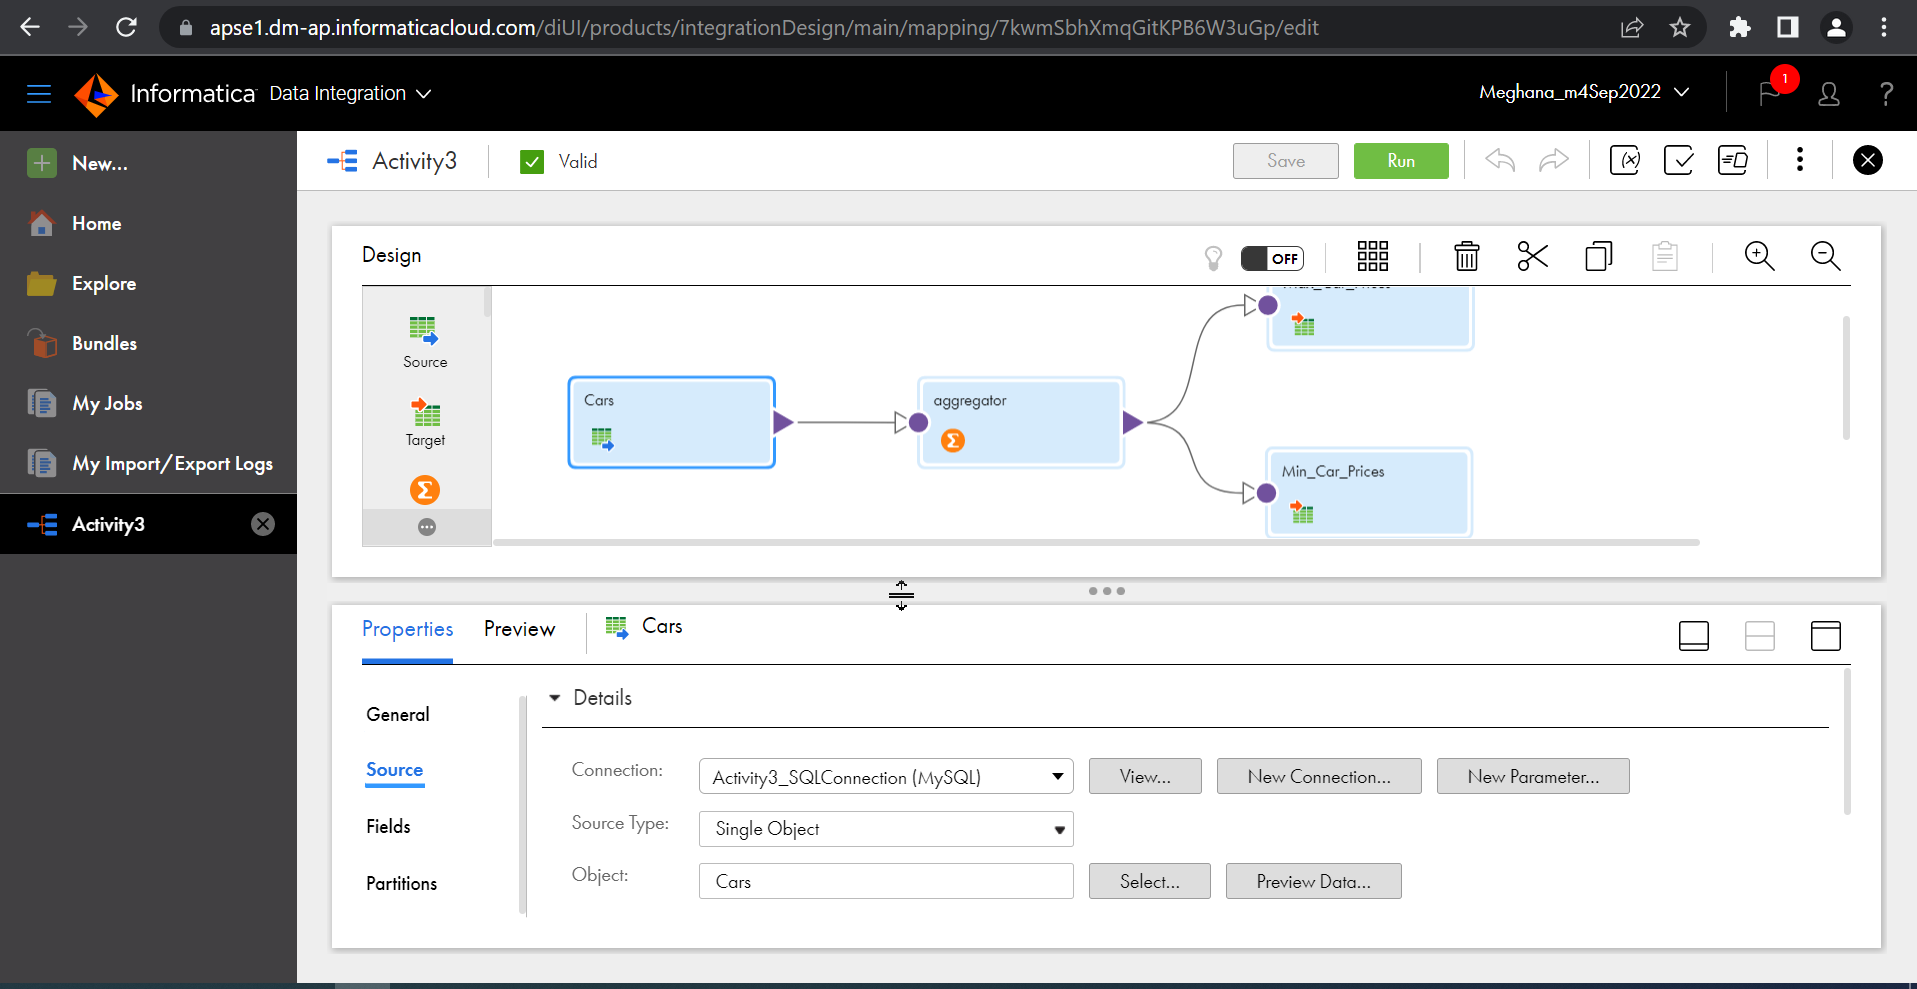 apse1.dm-ap.informaticacloud.com/diUI/products/integrationDesign/main/mapping/7kwmSbhXmqGitKPB6W3uGp/edit
Informatica Data Integration
Meghana_m4Sep2022
1
?
New...
Home
Explore
Bundles
My Jobs
My Import/Export Logs
Activity3
Activity3
Valid
Save
Run
Design
OFF
Source
Target
Cars
aggregator
Min_Car_Prices
Properties
Preview
Cars
General
Source
Fields
Partitions
Details
Connection:
Activity3_SQLConnection (MySQL)
View...
New Connection...
New Parameter...
Source Type:
Single Object
Object:
Cars
Select...
Preview Data...